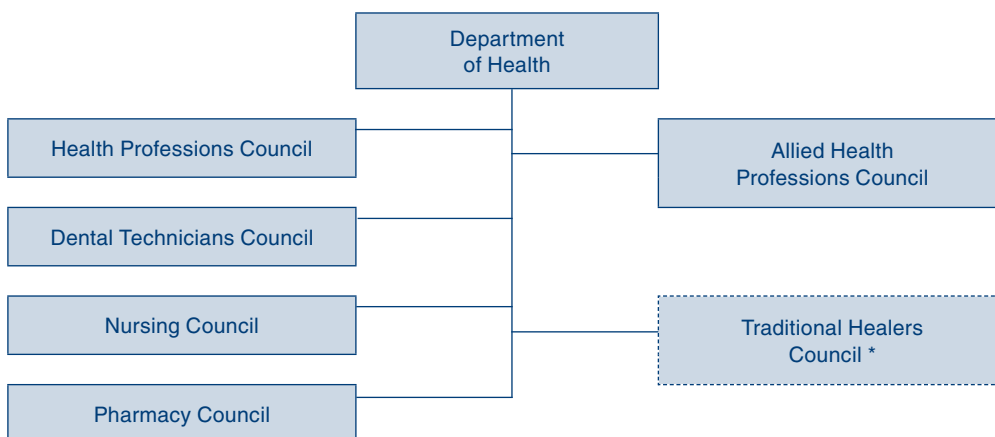 Department
of Health
Health Professions Council
Allied Health
Professions Council
Dental Technicians Council
Nursing Council
Traditional Healers
Council *
Pharmacy Council